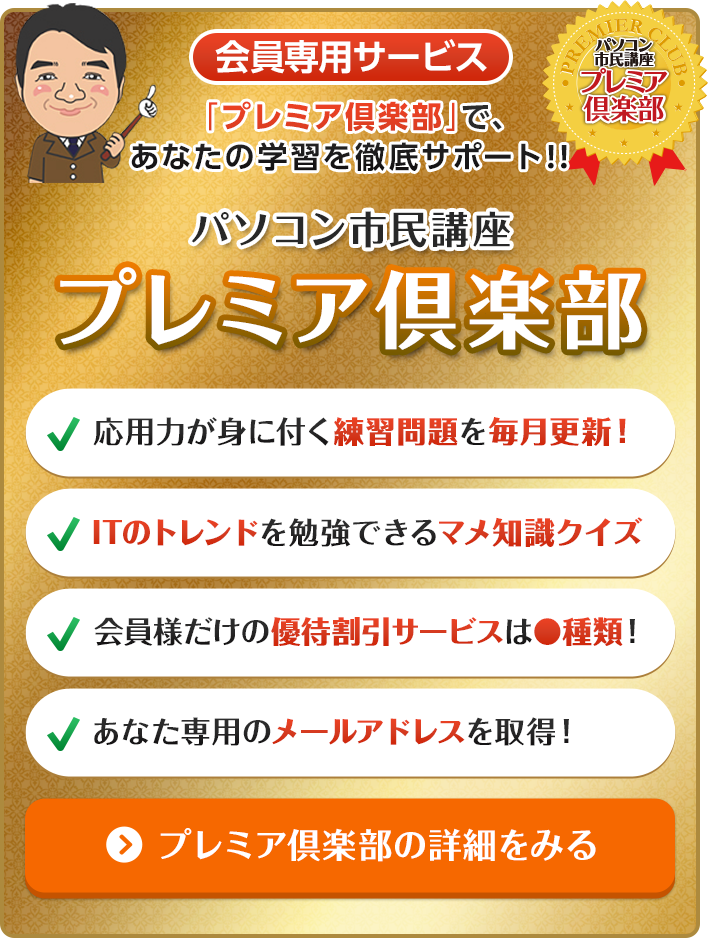 会員専用サービス
PREMIER CLUB
パソコン
市民講座
プレミア
倶楽部
「プレミア倶楽部」で、
あなたの学習を徹底サポート!!
パソコン市民講座
プレミア倶楽部
応用力が身に付く練習問題を毎月更新！
ITのトレンドを勉強できるマメ知識クイズ
会員様だけの優待割引サービスは●種類！
あなた専用のメールアドレスを取得！
プレミア倶楽部の詳細をみる